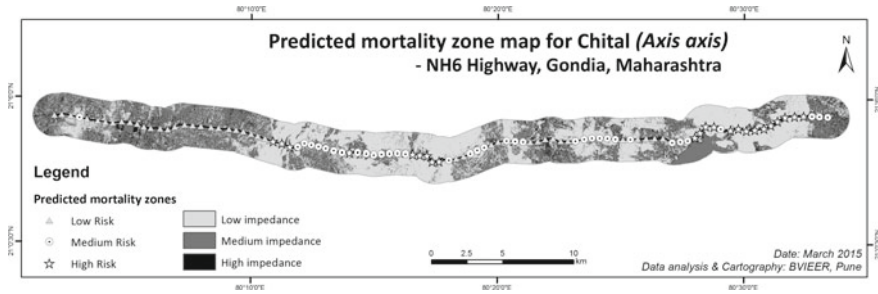 80°10'0"E 80°20'0"E 80°30'0"E
Predicted mortality zone map for Chital (Axis axis)
- NH6 Highway, Gondia, Maharashtra
N
Legend
Predicted mortality zones
Low Risk
Medium Risk
High Risk
Low impedance
Medium impedance
High impedance
0 2.5 5 10
km
Date: March 2015
Data analysis & Cartography: BVIEER, Pune
80°10'0"E 80°20'0"E 80°30'0"E